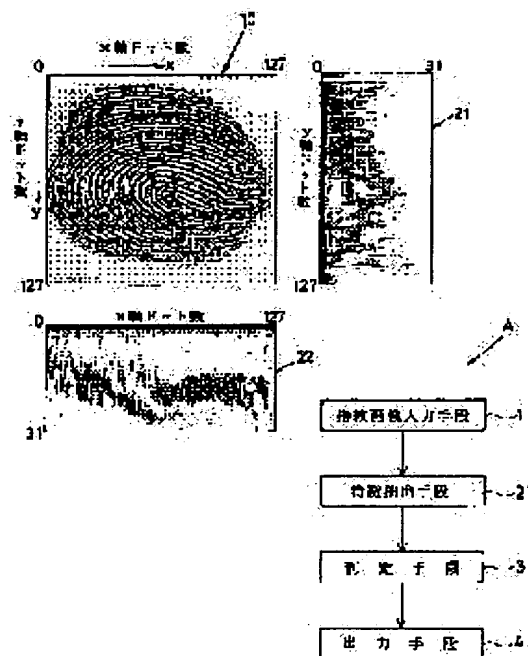 0 X軸ドット数 127
X
Y軸ドット数
Y
127
0 31
21
Y軸ドット数
127
0 X軸ドット数 127
22
31
A
指紋画像入力手段 1
特徴抽出手段 2
判定手段 3
出力手段 4